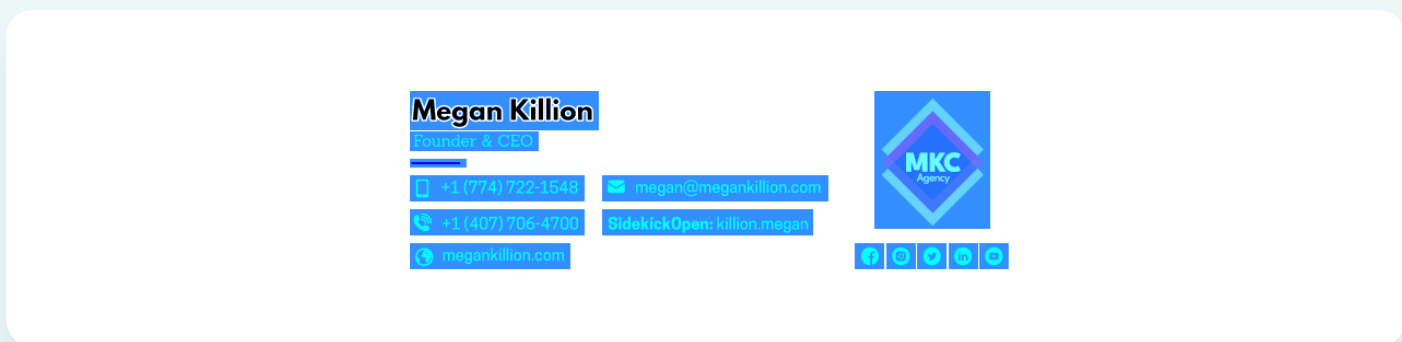 Megan Killion
Founder & CEO
+1 (774) 722-1548
megan@megankillion.com
+1 (407) 706-4700
SidekickOpen: killion.megan
megankillion.com
MKC
Agency